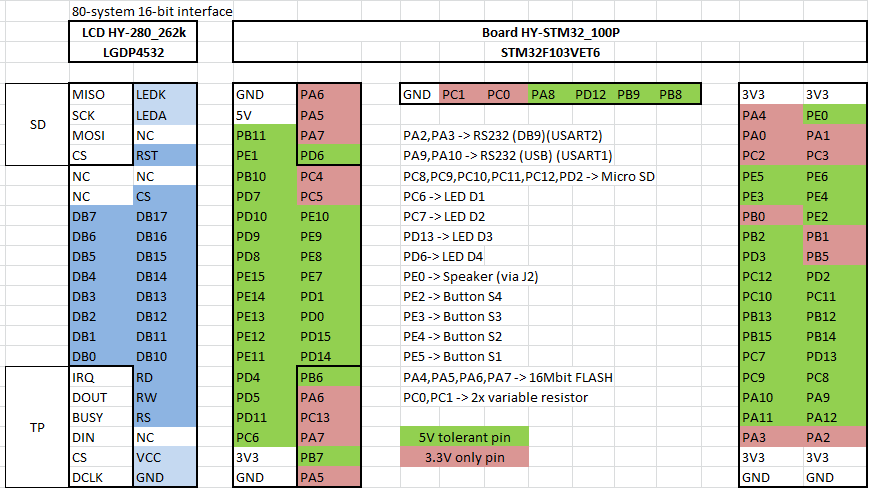 80-system 16-bit interface
LCD HY-280_262k Board HY-STM32_100P
LGDP4532 STM32F103VET6
MISO LEDK GND PA6 GND PC1 PC0 PA8 PD12 PB9 PB8 3V3 3V3
SCK LEDA 5V PA5 PA4 PE0
SD
MOSI NC PB11 PA7 PA2,PA3 -> RS232 (DB9)(USART2) PA0 PA1
CS RST PE1 PD6 PA9,PA10 -> RS232 (USB) (USART1) PC2 PC3
NC NC PB10 PC4 PC8,PC9,PC10,PC11,PC12,PD2 -> Micro SD PE5 PE6
NC CS PD7 PC5 PC6 -> LED D1 PE3 PE4
DB7 DB17 PD10 PE10 PC7 -> LED D2 PB0 PE2
DB6 DB16 PD9 PE9 PD13 -> LED D3 PB2 PB1
DB5 DB15 PD8 PE8 PD6-> LED D4 PD3 PB5
DB4 DB14 PE15 PE7 PE0 -> Speaker (via J2) PC12 PD2
DB3 DB13 PE14 PD1 PE2 -> Button S4 PC10 PC11
DB2 DB12 PE13 PD0 PE3 -> Button S3 PB13 PB12
DB1 DB11 PE12 PD15 PE4 -> Button S2 PB15 PB14
DB0 DB10 PE11 PD14 PE5 -> Button S1 PC7 PD13
IRQ RD PD4 PB6 PA4,PA5,PA6,PA7 -> 16Mbit FLASH PC9 PC8
DOUT RW PD5 PA6 PC0,PC1 -> 2x variable resistor PA10 PA9
TP
BUSY RS PD11 PC13 PA11 PA12
DIN NC PC6 PA7 5V tolerant pin PA3 PA2
CS VCC 3V3 PB7 3.3V only pin 3V3 3V3
DCLK GND GND PA5 GND GND